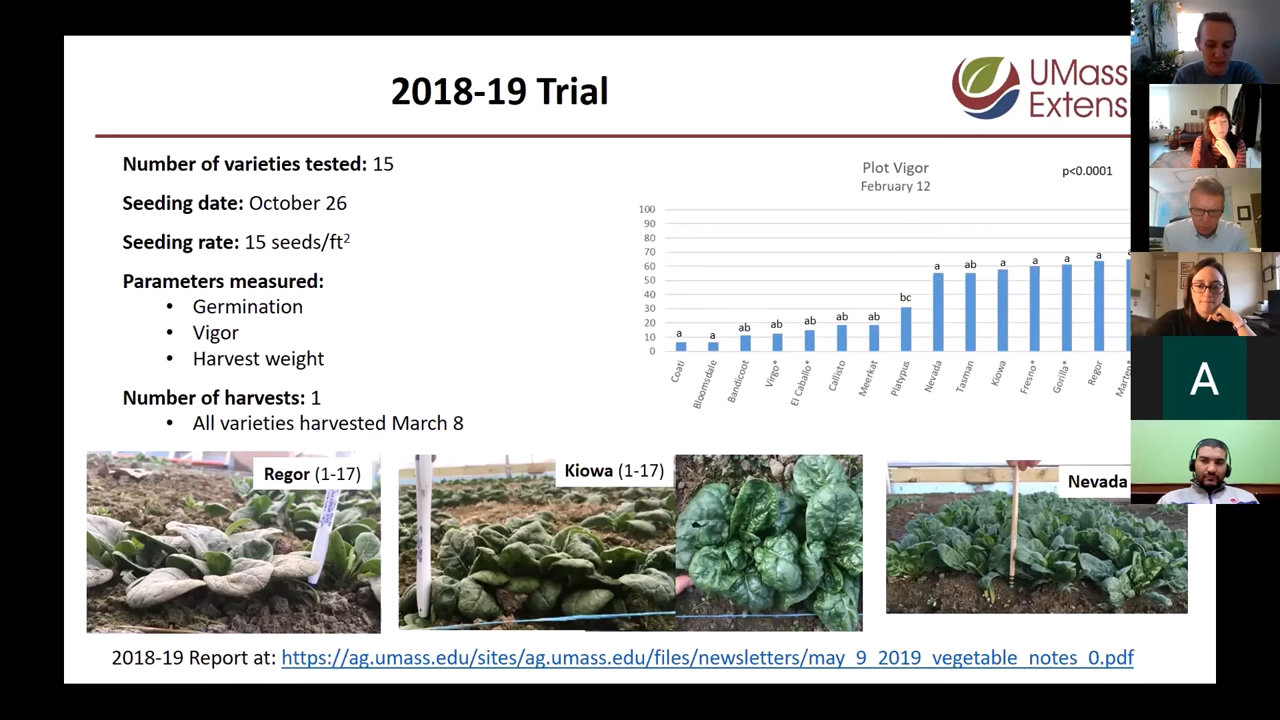 2018-19 Trial
UMass
Extens
Number of varieties tested: 15
Seeding date: October 26
Seeding rate: 15 seeds/ft²
Parameters measured:
• Germination
• Vigor
• Harvest weight
Number of harvests: 1
• All varieties harvested March 8
Plot Vigor
February 12
p<0.0001
100
90
80
70
60
50
40
30
20
10
0
a a ab ab ab ab ab bc a ab a a a a
Coati
Bloomsdale
Bandicoot
Virgo*
El Caballo*
Callisto
Meerkat
Platypus
Nevada
Tasman
Kiowa
Fresno*
Gorilla*
Regor
Marten*
Regor (1-17)
Kiowa (1-17)
Nevada
A
2018-19 Report at: https://ag.umass.edu/sites/ag.umass.edu/files/newsletters/may_9_2019_vegetable_notes_0.pdf